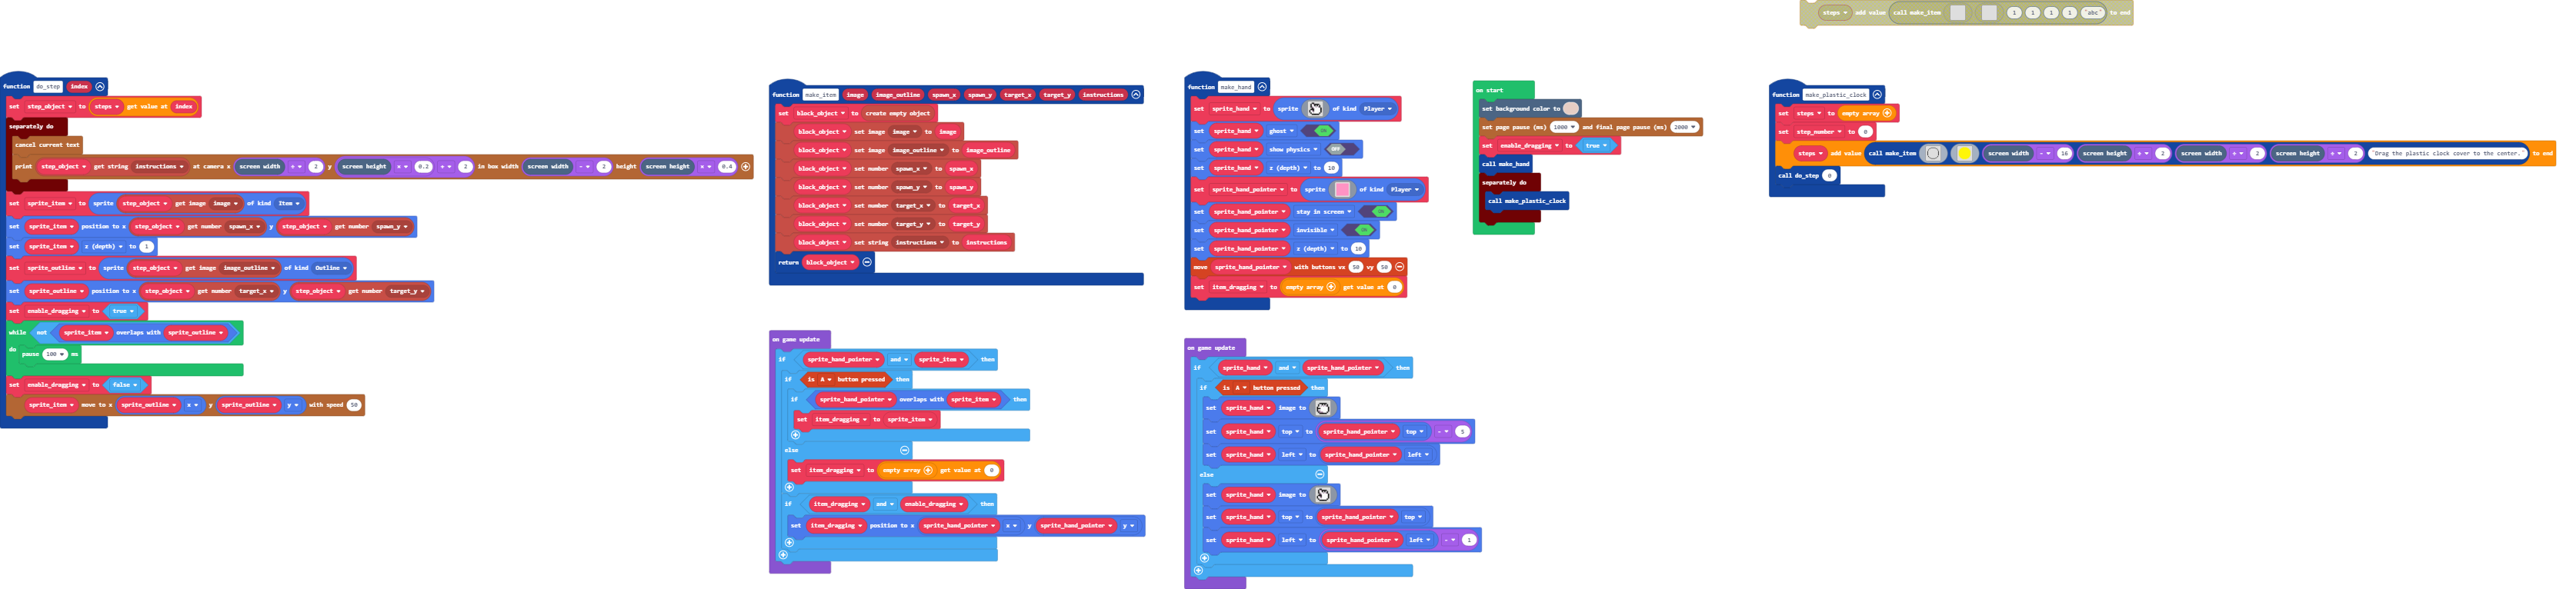 steps add value call make_item 1 1 1 1 "abc" to end
function do_step index
set step_object to steps get value at index
separately do
cancel current text
print step_object get string instructions at camera x screen width ÷ 2 y screen height × 0.2 ÷ 2 in box width screen width - 2 height screen height × 0.4
set sprite_item to sprite step_object get image image of kind Item
set sprite_item position to x step_object get number spawn_x y step_object get number spawn_y
set sprite_item z (depth) to 1
set sprite_outline to sprite step_object get image image_outline of kind Outline
set sprite_outline position to x step_object get number target_x y step_object get number target_y
set enable_dragging to true
while not sprite_item overlaps with sprite_outline
do pause 100 ms
set enable_dragging to false
sprite_item move to x sprite_outline x y sprite_outline y with speed 50
function make_item image image_outline spawn_x spawn_y target_x target_y instructions
set block_object to create empty object
block_object set image image to image
block_object set image image_outline to image_outline
block_object set number spawn_x to spawn_x
block_object set number spawn_y to spawn_y
block_object set number target_x to target_x
block_object set number target_y to target_y
block_object set string instructions to instructions
return block_object
on game update
if sprite_hand_pointer and sprite_item then
if is A button pressed then
if sprite_hand_pointer overlaps with sprite_item then
set item_dragging to sprite_item
else
set item_dragging to empty array get value at 0
if item_dragging and enable_dragging then
set item_dragging position to x sprite_hand_pointer x y sprite_hand_pointer y
function make_hand
set sprite_hand to sprite of kind Player
set sprite_hand ghost ON
set sprite_hand show physics OFF
set sprite_hand z (depth) to 10
set sprite_hand_pointer to sprite of kind Player
set sprite_hand_pointer stay in screen ON
set sprite_hand_pointer invisible ON
set sprite_hand_pointer z (depth) to 10
move sprite_hand_pointer with buttons vx 50 vy 50
set item_dragging to empty array get value at 0
on game update
if sprite_hand and sprite_hand_pointer then
if is A button pressed then
set sprite_hand image to
set sprite_hand top to sprite_hand_pointer top - 5
set sprite_hand left to sprite_hand_pointer left
else
set sprite_hand image to
set sprite_hand top to sprite_hand_pointer top
set sprite_hand left to sprite_hand_pointer left - 1
on start
set background color to
set page pause (ms) 1000 and final page pause (ms) 2000
set enable_dragging to true
call make_hand
separately do
call make_plastic_clock
function make_plastic_clock
set steps to empty array
set step_number to 0
steps add value call make_item screen width - 16 screen height ÷ 2 screen width ÷ 2 screen height ÷ 2 "Drag the plastic clock cover to the center." to end
call do_step 0